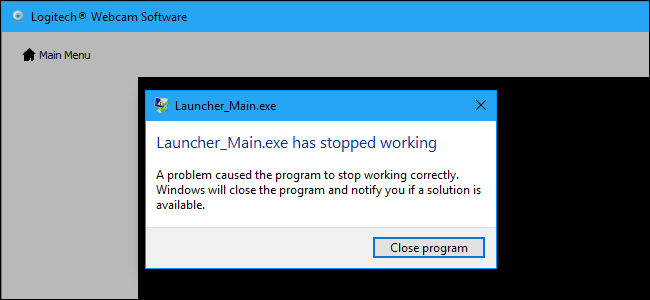 Logitech® Webcam Software
Main Menu
Launcher_Main.exe
Launcher_Main.exe has stopped working
A problem caused the program to stop working correctly.
Windows will close the program and notify you if a solution is
available.
Close program